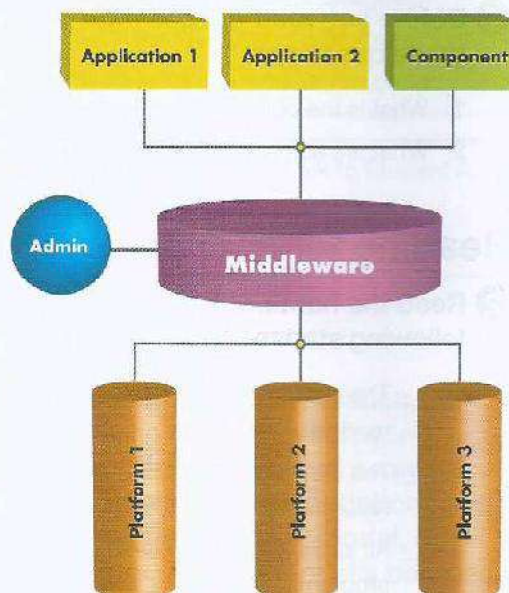 Application 1
Application 2
Component
Admin
Middleware
Platform 1
Platform 2
Platform 3